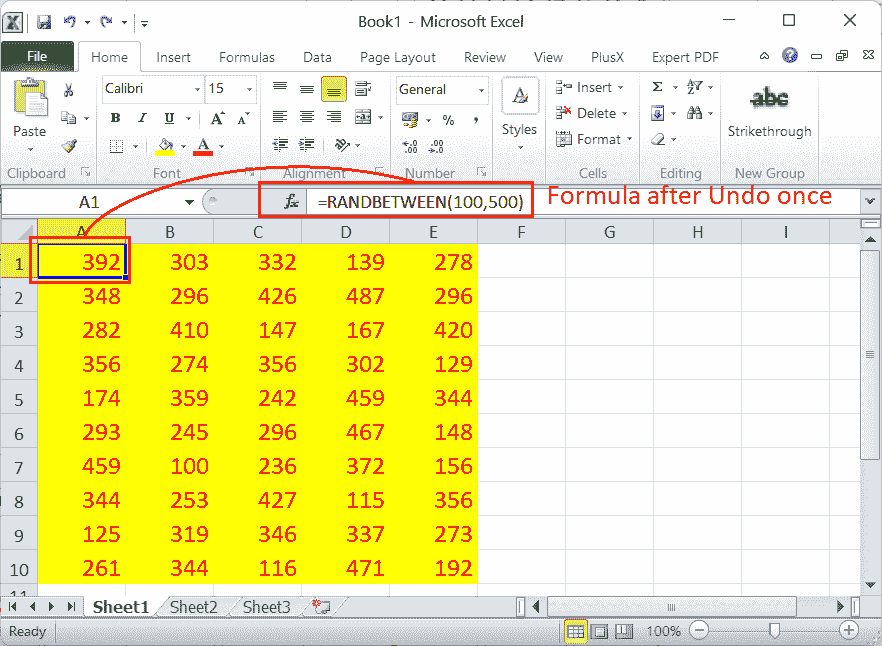 Book1 - Microsoft Excel
File Home Insert Formulas Data Page Layout Review View PlusX Expert PDF
Calibri 15 General Insert Σ
Paste B I U A A % , Styles Delete abc
A Format Strikethrough
Clipboard Font Alignment Number Cells Editing New Group
A1 fx =RANDBETWEEN(100,500) Formula after Undo once
A B C D E F G H I
1 392 303 332 139 278
2 348 296 426 487 296
3 282 410 147 167 420
4 356 274 356 302 129
5 174 359 242 459 344
6 293 245 296 467 148
7 459 100 236 372 156
8 344 253 427 115 356
9 125 319 346 337 273
10 261 344 116 471 192
11
Sheet1 Sheet2 Sheet3
Ready 100%